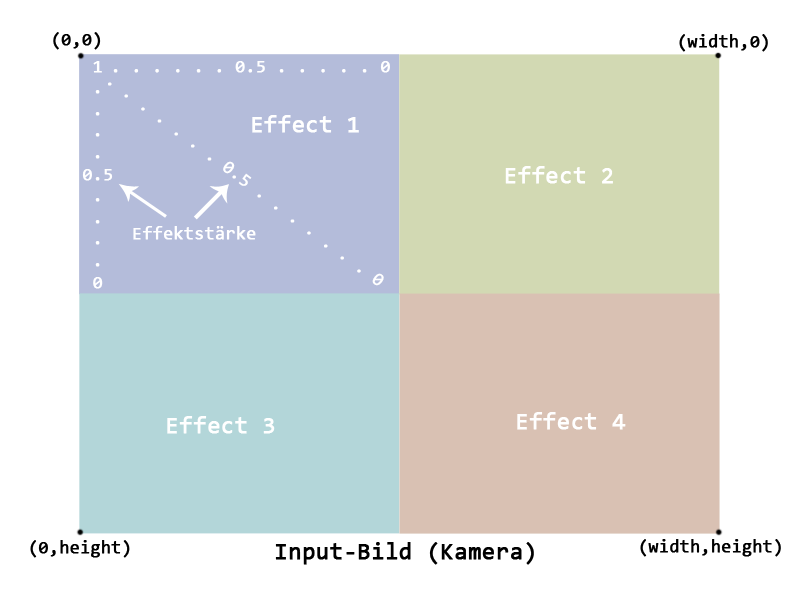 (0,0)
(width,0)
1 . . . . . . 0.5 . . . . . 0
Effect 1
0.5
0.5
Effect 2
Effektstärke
0
0
Effect 3
Effect 4
(0,height)
Input-Bild (Kamera)
(width,height)